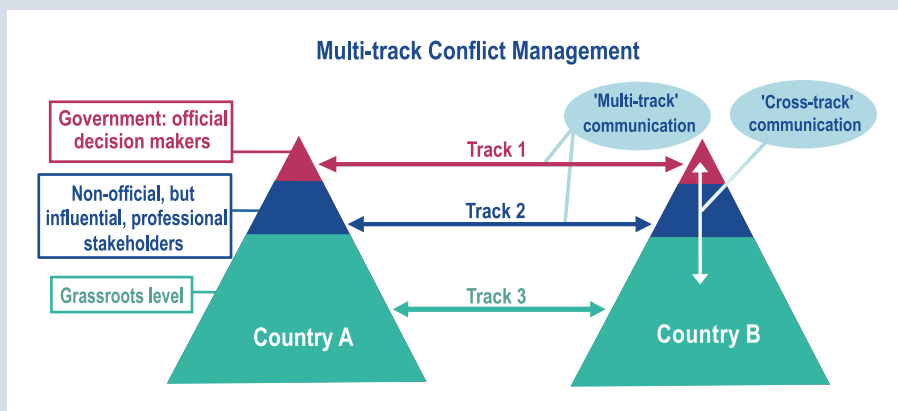 Multi-track Conflict Management
'Multi-track'
communication
'Cross-track'
communication
Government: official
decision makers
Track 1
Non-official, but
influential, professional
stakeholders
Track 2
Grassroots level
Track 3
Country A
Country B